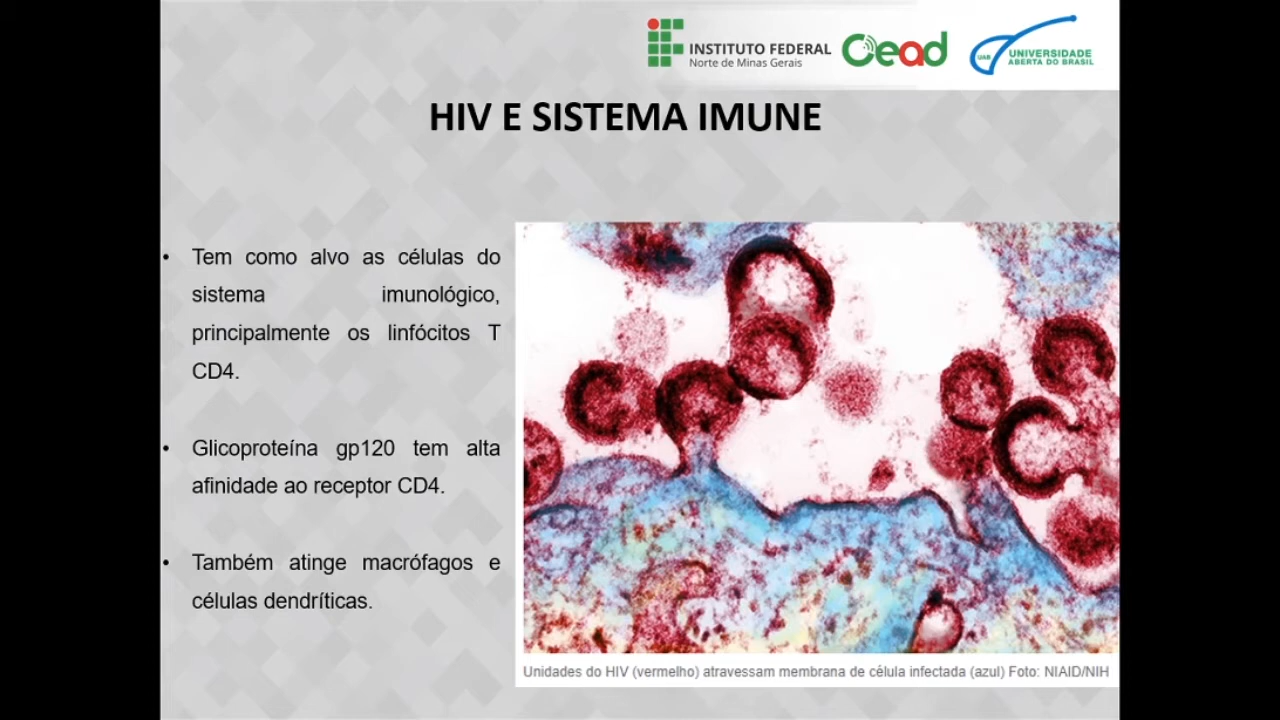 INSTITUTO FEDERAL
Norte de Minas Gerais
Cead
UAB
UNIVERSIDADE
ABERTA DO BRASIL
HIV E SISTEMA IMUNE
• Tem como alvo as células do
sistema imunológico,
principalmente os linfócitos T
CD4.
• Glicoproteína gp120 tem alta
afinidade ao receptor CD4.
• Também atinge macrófagos e
células dendríticas.
Unidades do HIV (vermelho) atravessam membrana de célula infectada (azul) Foto: NIAID/NIH